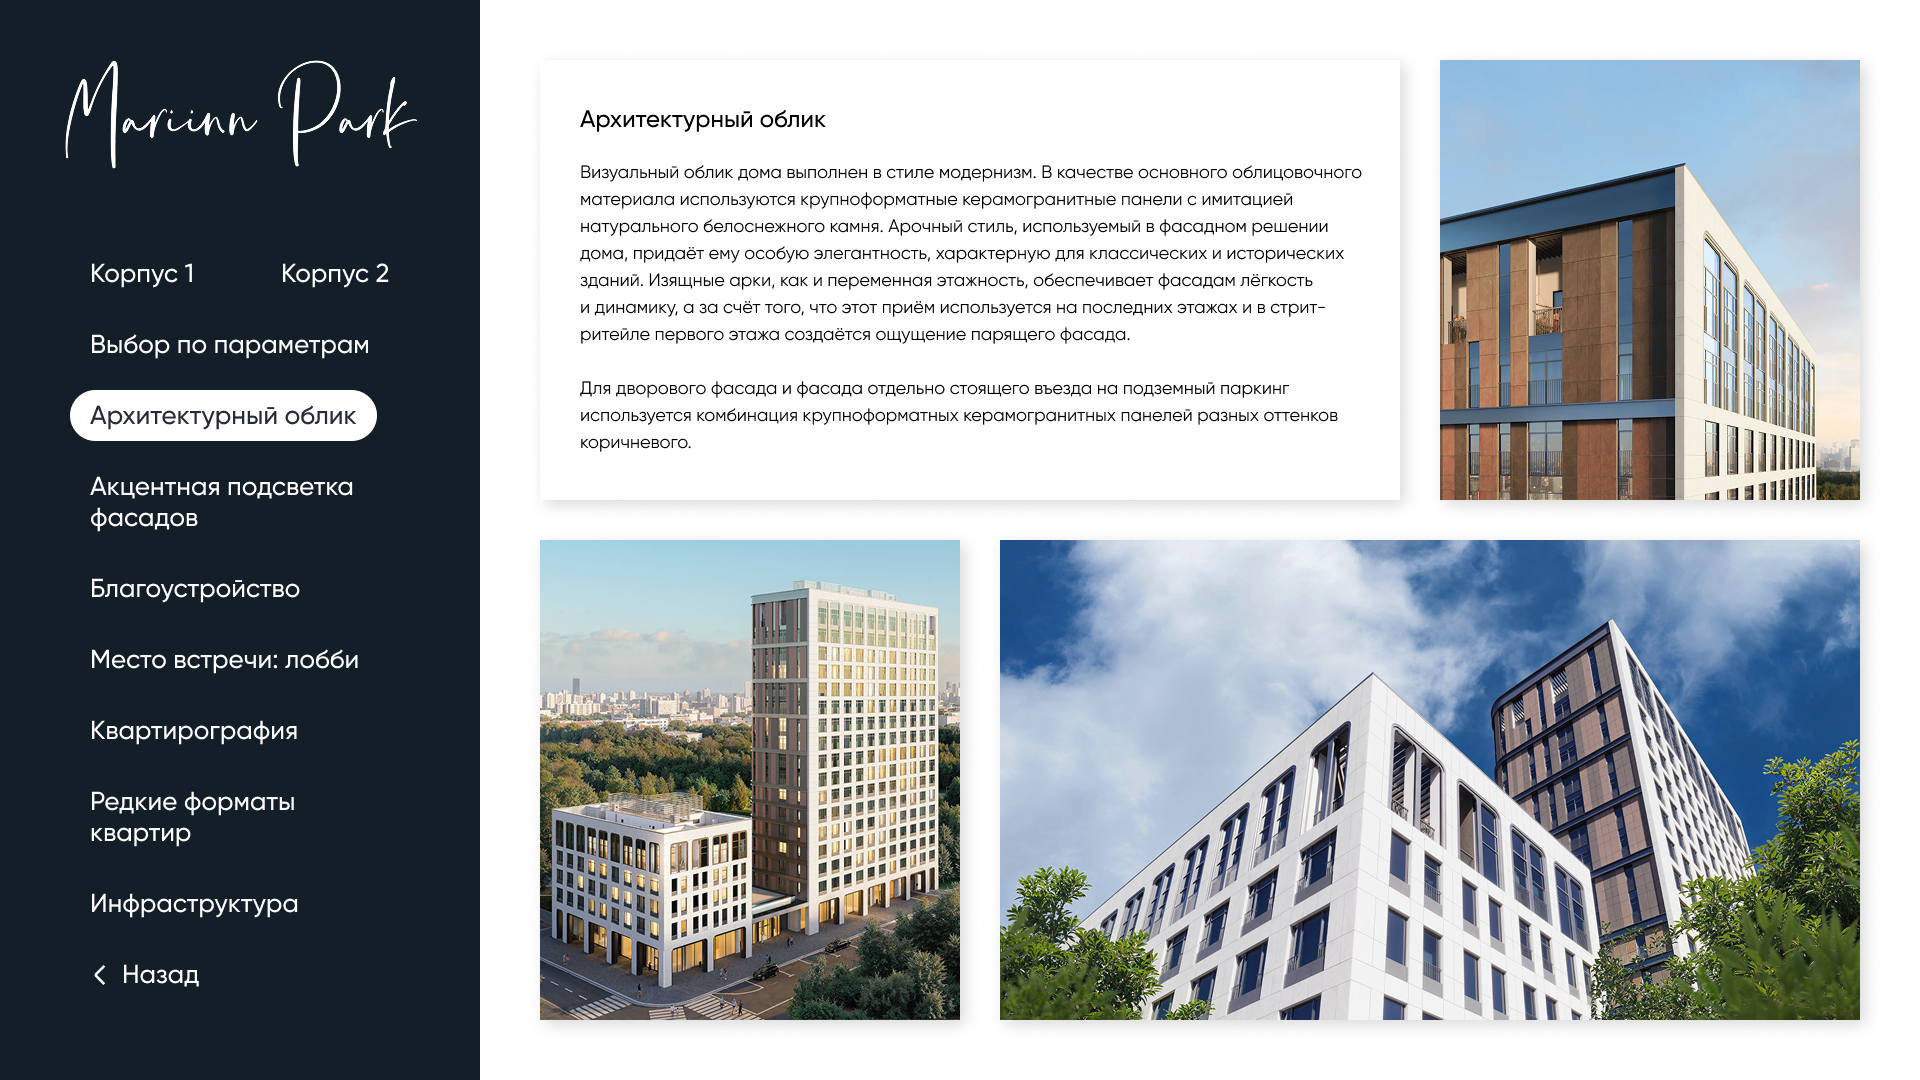 Mariinn Park
Корпус 1
Корпус 2
Выбор по параметрам
Архитектурный облик
Акцентная подсветка
фасадов
Благоустройство
Место встречи: лобби
Квартирография
Редкие форматы
квартир
Инфраструктура
Назад
Архитектурный облик
Визуальный облик дома выполнен в стиле модернизм. В качестве основного облицовочного
материала используются крупноформатные керамогранитные панели с имитацией
натурального белоснежного камня. Арочный стиль, используемый в фасадном решении
дома, придаёт ему особую элегантность, характерную для классических и исторических
зданий. Изящные арки, как и переменная этажность, обеспечивает фасадам лёгкость
и динамику, а за счёт того, что этот приём используется на последних этажах и в стрит-
ритейле первого этажа создаётся ощущение парящего фасада.
Для дворового фасада и фасада отдельно стоящего въезда на подземный паркинг
используется комбинация крупноформатных керамогранитных панелей разных оттенков
коричневого.